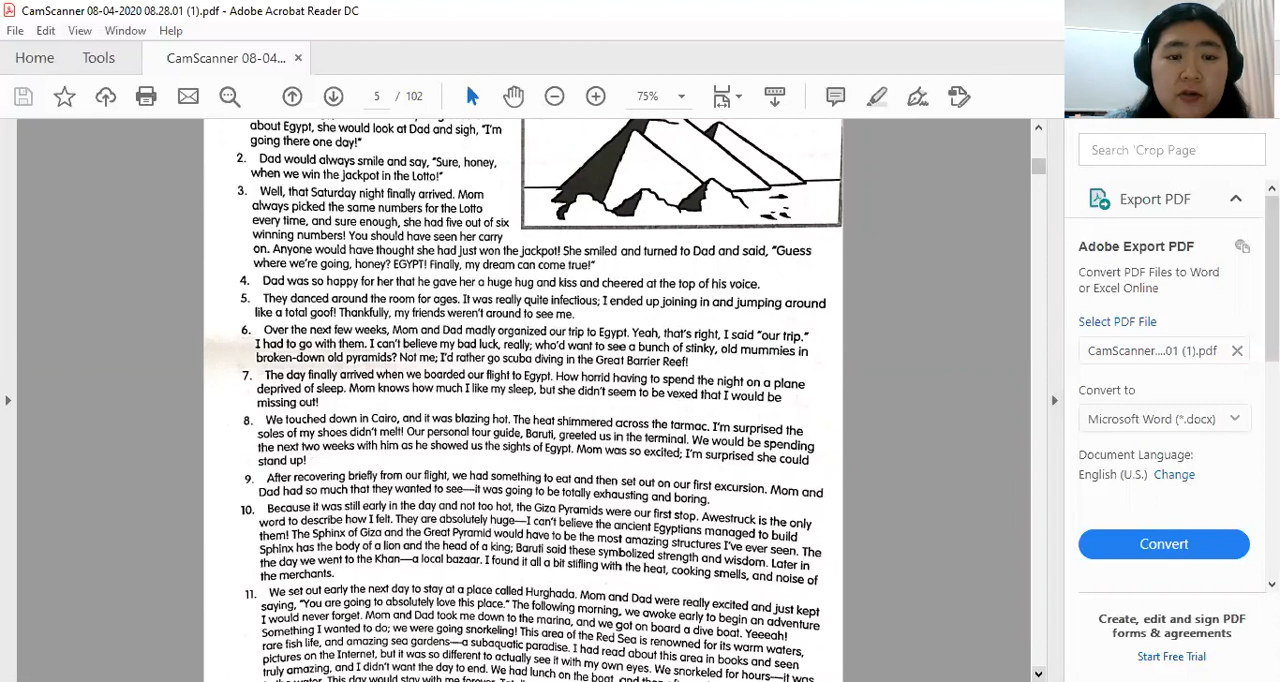 CamScanner 08-04-2020 08.28.01 (1).pdf - Adobe Acrobat Reader DC
File Edit View Window Help
Home Tools CamScanner 08-04... ×
5 / 102 75%
about Egypt, she would look at Dad and sigh, "I'm
going there one day!"
2. Dad would always smile and say, "Sure, honey,
when we win the jackpot in the Lotto!"
3. Well, that Saturday night finally arrived. Mom
always picked the same numbers for the Lotto
every time, and sure enough, she had five out of six
winning numbers! You should have seen her carry
on. Anyone would have thought she had just won the jackpot! She smiled and turned to Dad and said, "Guess
where we're going, honey? EGYPT! Finally, my dream can come true!"
4. Dad was so happy for her that he gave her a huge hug and kiss and cheered at the top of his voice.
5. They danced around the room for ages. It was really quite infectious; I ended up joining in and jumping around
like a total goof! Thankfully, my friends weren't around to see me.
6. Over the next few weeks, Mom and Dad madly organized our trip to Egypt. Yeah, that's right, I said "our trip."
I had to go with them. I can't believe my bad luck, really; who'd want to see a bunch of stinky, old mummies in
broken-down old pyramids? Not me; I'd rather go scuba diving in the Great Barrier Reef!
7. The day finally arrived when we boarded our flight to Egypt. How horrid having to spend the night on a plane
deprived of sleep. Mom knows how much I like my sleep, but she didn't seem to be vexed that I would be
missing out!
8. We touched down in Cairo, and it was blazing hot. The heat shimmered across the tarmac. I'm surprised the
soles of my shoes didn't melt! Our personal tour guide, Baruti, greeted us in the terminal. We would be spending
the next two weeks with him as he showed us the sights of Egypt. Mom was so excited; I'm surprised she could
stand up!
9. After recovering briefly from our flight, we had something to eat and then set out on our first excursion. Mom and
Dad had so much that they wanted to see—it was going to be totally exhausting and boring.
10. Because it was still early in the day and not too hot, the Giza Pyramids were our first stop. Awestruck is the only
word to describe how I felt. They are absolutely huge—I can't believe the ancient Egyptians managed to build
them! The Sphinx of Giza and the Great Pyramid would have to be the most amazing structures I've ever seen. The
Sphinx has the body of a lion and the head of a king; Baruti said these symbolized strength and wisdom. Later in
the day we went to the Khan—a local bazaar. I found it all a bit stifling with the heat, cooking smells, and noise of
the merchants.
11. We set out early the next day to stay at a place called Hurghada. Mom and Dad were really excited and just kept
saying, "You are going to absolutely love this place." The following morning, we awoke early to begin an adventure
I would never forget. Mom and Dad took me down to the marina, and we got on board a dive boat. Yeeeah!
Something I wanted to do; we were going snorkeling! This area of the Red Sea is renowned for its warm waters,
rare fish life, and amazing sea gardens—a subaquatic paradise. I had read about this area in books and seen
pictures on the Internet, but it was so different to actually see it with my own eyes. We snorkeled for hours—it was
truly amazing, and I didn't want the day to end. We had lunch on the boat, and then
water. This day would stay with me forever.
Search 'Crop Page'
Export PDF
Adobe Export PDF
Convert PDF Files to Word
or Excel Online
Select PDF File
CamScanner....01 (1).pdf ×
Convert to
Microsoft Word (*.docx)
Document Language:
English (U.S.) Change
Convert
Create, edit and sign PDF
forms & agreements
Start Free Trial